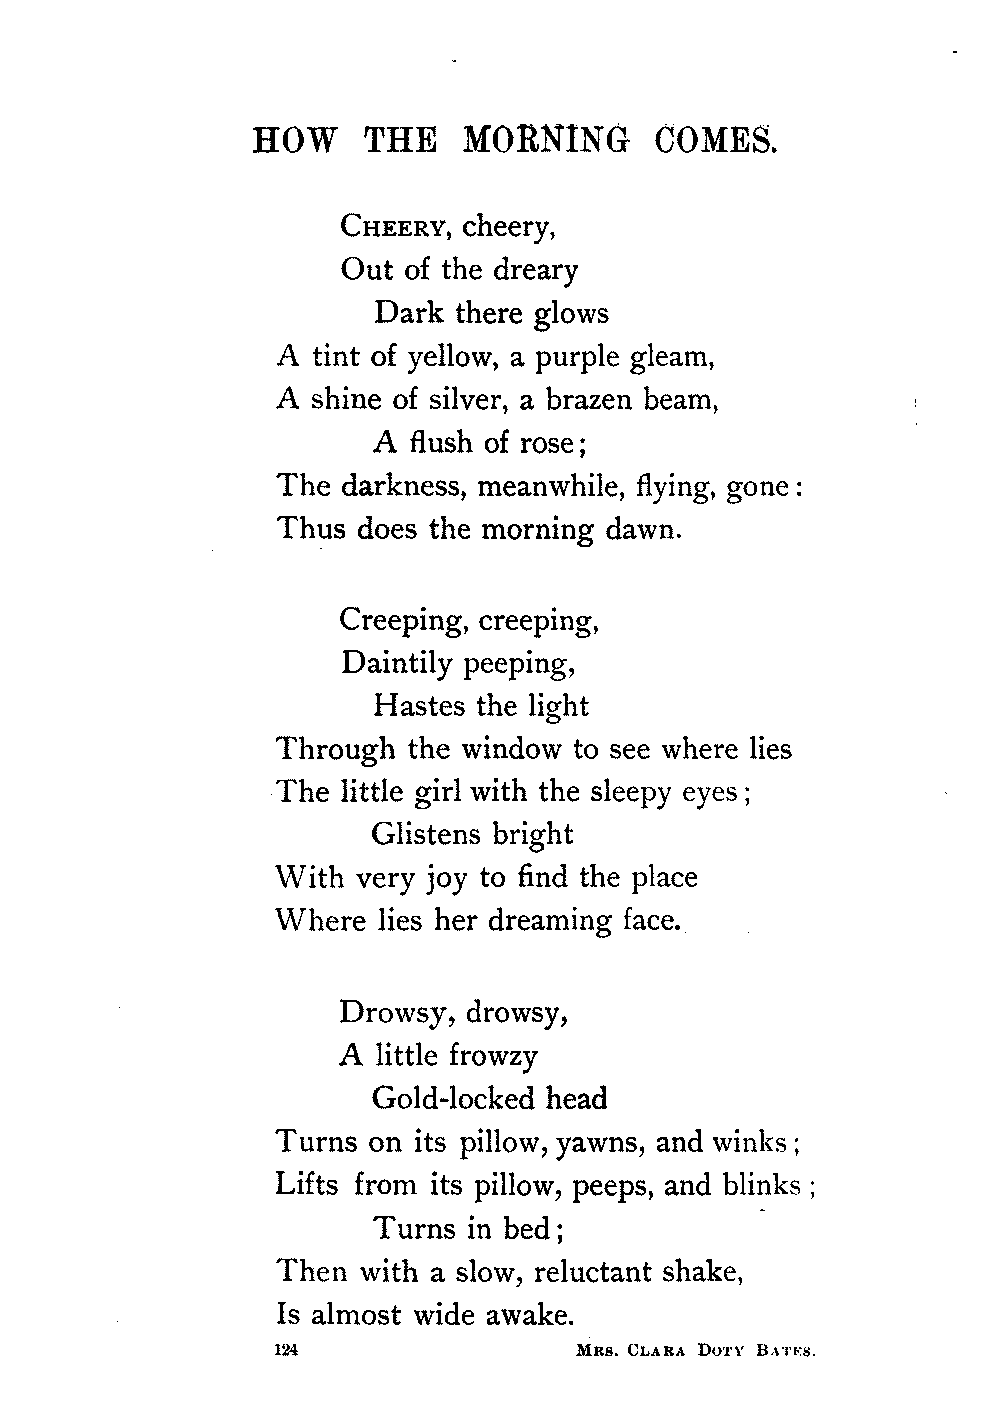 HOW THE MORNING COMES.
CHEERY, cheery,
Out of the dreary
Dark there glows
A tint of yellow, a purple gleam,
A shine of silver, a brazen beam,
A flush of rose;
The darkness, meanwhile, flying, gone:
Thus does the morning dawn.
Creeping, creeping,
Daintily peeping,
Hastes the light
Through the window to see where lies
The little girl with the sleepy eyes;
Glistens bright
With very joy to find the place
Where lies her dreaming face.
Drowsy, drowsy,
A little frowzy
Gold-locked head
Turns on its pillow, yawns, and winks;
Lifts from its pillow, peeps, and blinks;
Turns in bed;
Then with a slow, reluctant shake,
Is almost wide awake.
124 MRS. CLARA DOTY BATES.